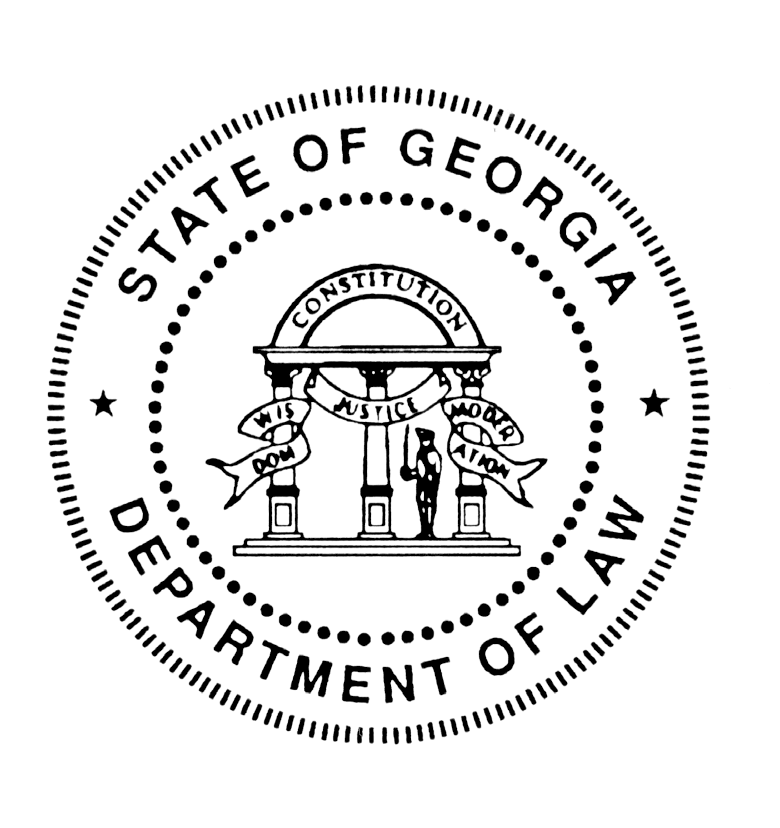 STATE OF GEORGIA
CONSTITUTION
WIS
DOM
JUSTICE
MODER
ATION
DEPARTMENT OF LAW